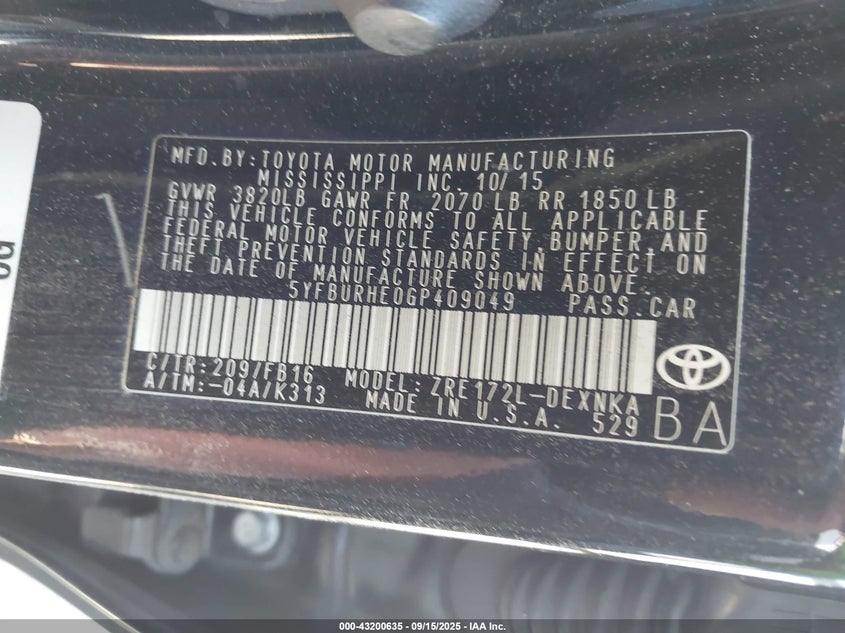 MFD.BY:TOYOTA MOTOR MANUFACTURING
MISSISSIPPI INC. 10/15
GVWR 3820LB GAWR FR 2070 LB RR 1850 LB
THIS VEHICLE CONFORMS TO ALL APPLICABLE
FEDERAL MOTOR VEHICLE SAFETY,BUMPER,AND
THEFT PREVENTION STANDARDS IN EFFECT ON
THE DATE OF MANUFACTURE SHOWN ABOVE.
5YFBURHE0GP409049 PASS.CAR
C/TR:209/FB16 MODEL:ZRE172L-DEXNKA
A/TM:-04A/K313 MADE IN U.S.A. 529
BA
000-43200635 - 09/15/2025 - IAA Inc.